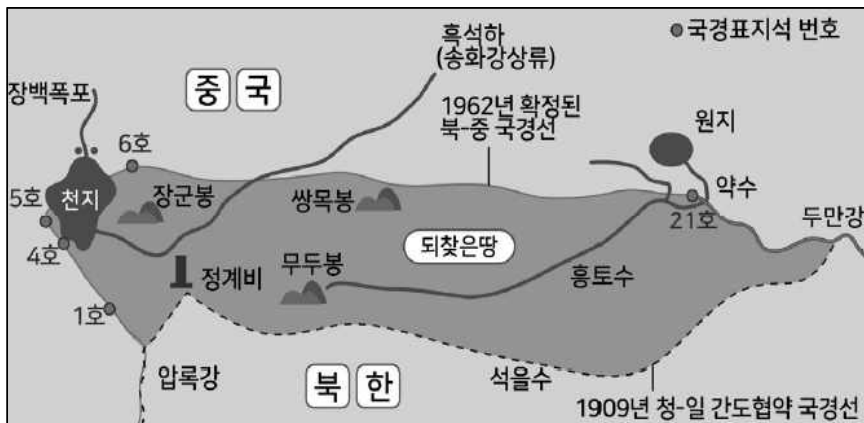 흑석하
(송화강상류)
국경표지석 번호
장백폭포
중국
1962년 확정된
북-중 국경선
원지
6호
천지
장군봉
쌍목봉
약수
5호
21호
두만강
되찾은땅
4호
정계비
무두봉
홍토수
1호
압록강
북한
석을수
1909년 청-일 간도협약 국경선